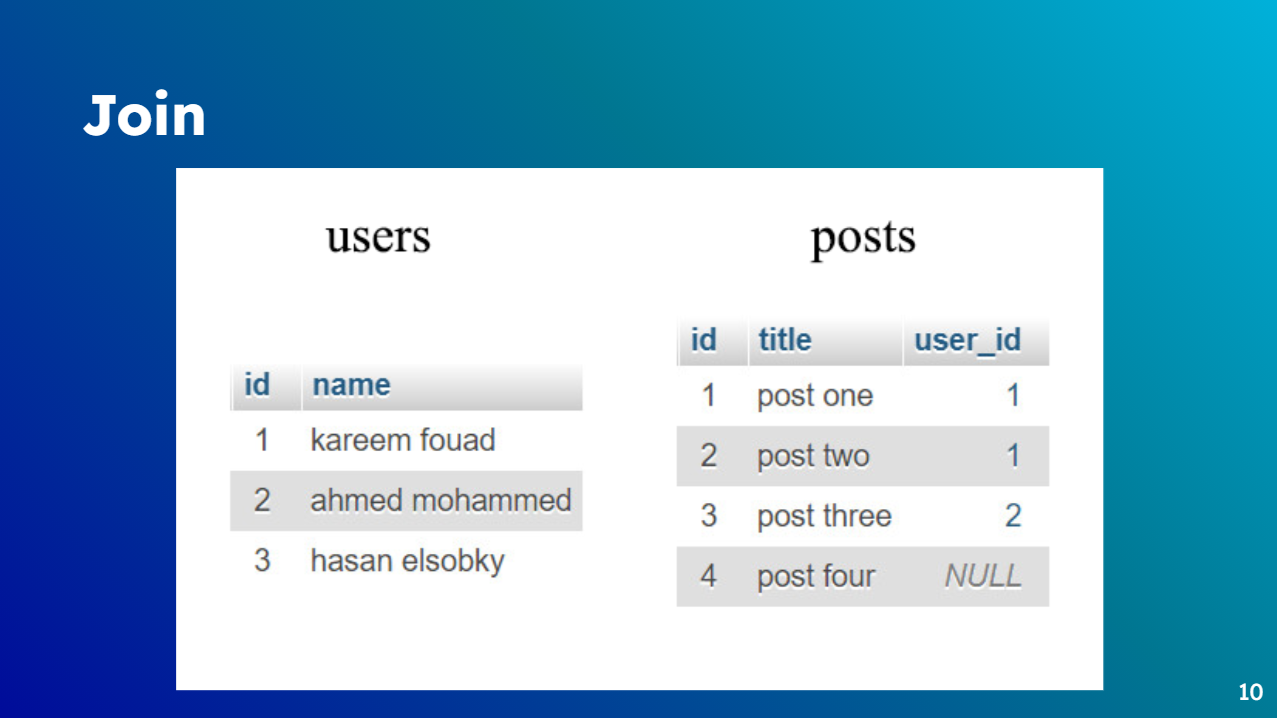 Join
users
id name
1 kareem fouad
2 ahmed mohammed
3 hasan elsobky
posts
id title user_id
1 post one 1
2 post two 1
3 post three 2
4 post four NULL
10